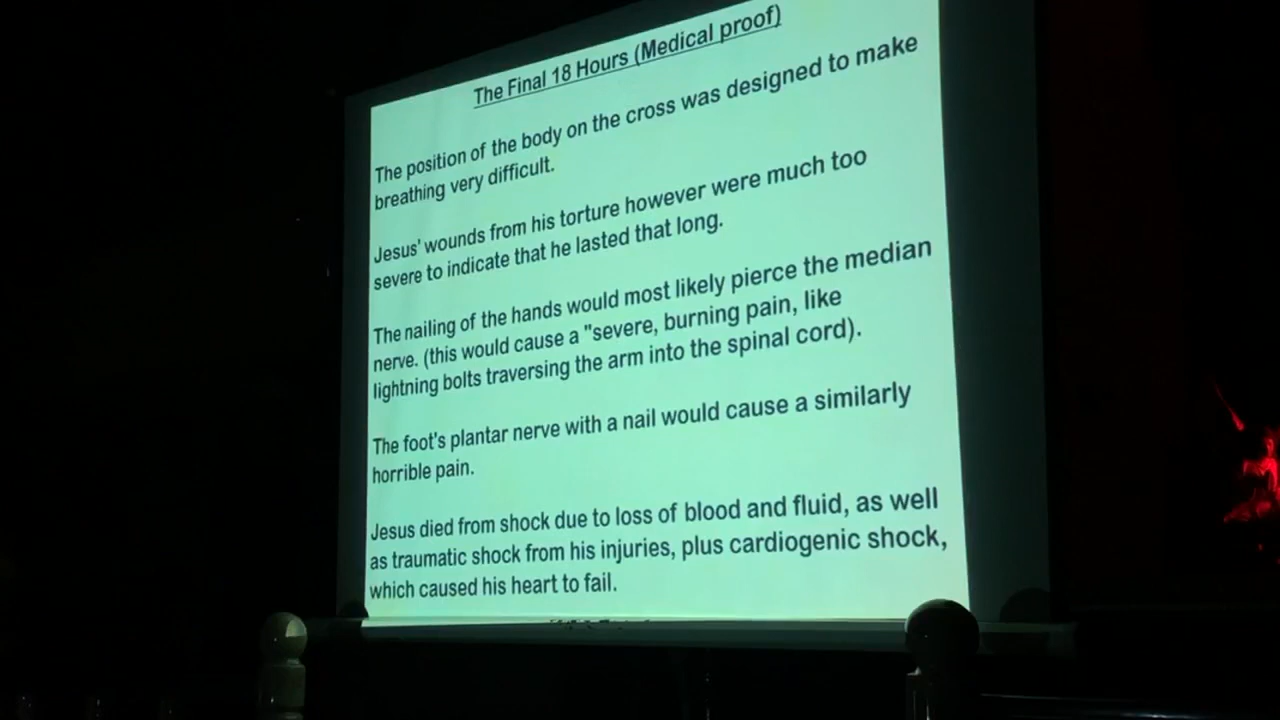 The Final 18 Hours (Medical proof)
The position of the body on the cross was designed to make
breathing very difficult.
Jesus' wounds from his torture however were much too
severe to indicate that he lasted that long.
The nailing of the hands would most likely pierce the median
nerve. (this would cause a "severe, burning pain, like
lightning bolts traversing the arm into the spinal cord).
The foot's plantar nerve with a nail would cause a similarly
horrible pain.
Jesus died from shock due to loss of blood and fluid, as well
as traumatic shock from his injuries, plus cardiogenic shock,
which caused his heart to fail.